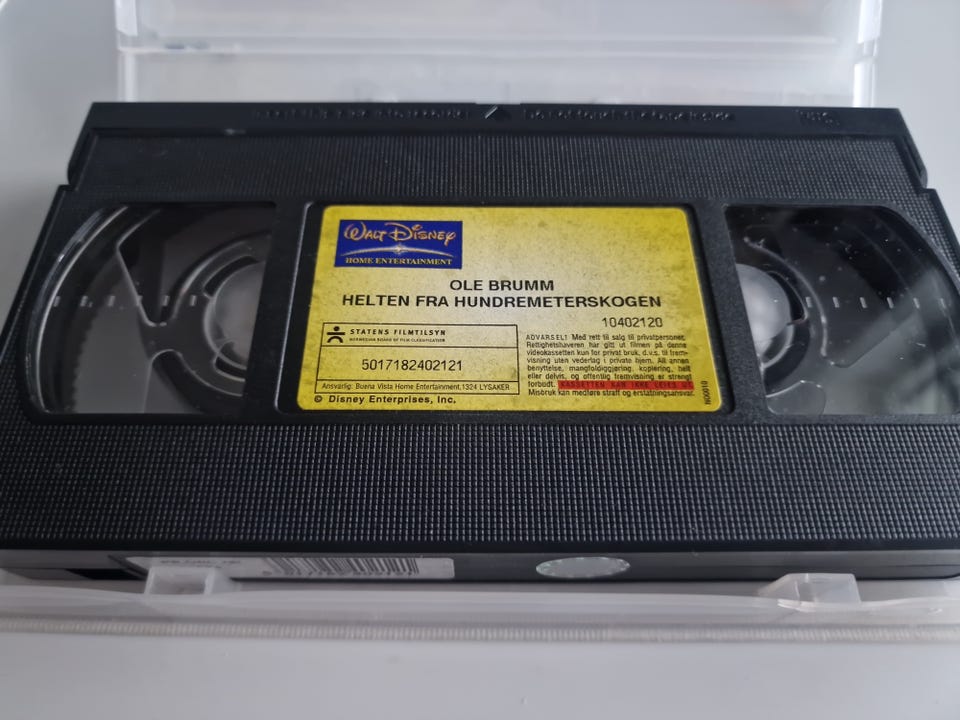 WALT DISNEY
HOME ENTERTAINMENT
OLE BRUMM
HELTEN FRA HUNDREMETERSKOGEN
10402120
STATENS FILMTILSYN
NORWEGIAN BOARD OF FILM CLASSIFICATION
5017182402121
Ansvarlig: Buena Vista Home Entertainment, 1324 LYSAKER
© Disney Enterprises, Inc.
ADVARSEL! Med rett til salg til privatpersoner.
Rettighetshaveren har gitt ut filmen på denne
videokassetten kun for privat bruk, d.v.s. til frem-
visning uten vederlag i private hjem. All annen
benyttelse, mangfoldiggjøring, kopiering, helt
eller delvis, og offentlig fremvisning er strengt
forbudt. KASSETTEN KAN IKKE LEIES UT.
Misbruk kan medføre straff og erstatningsansvar.
N00010